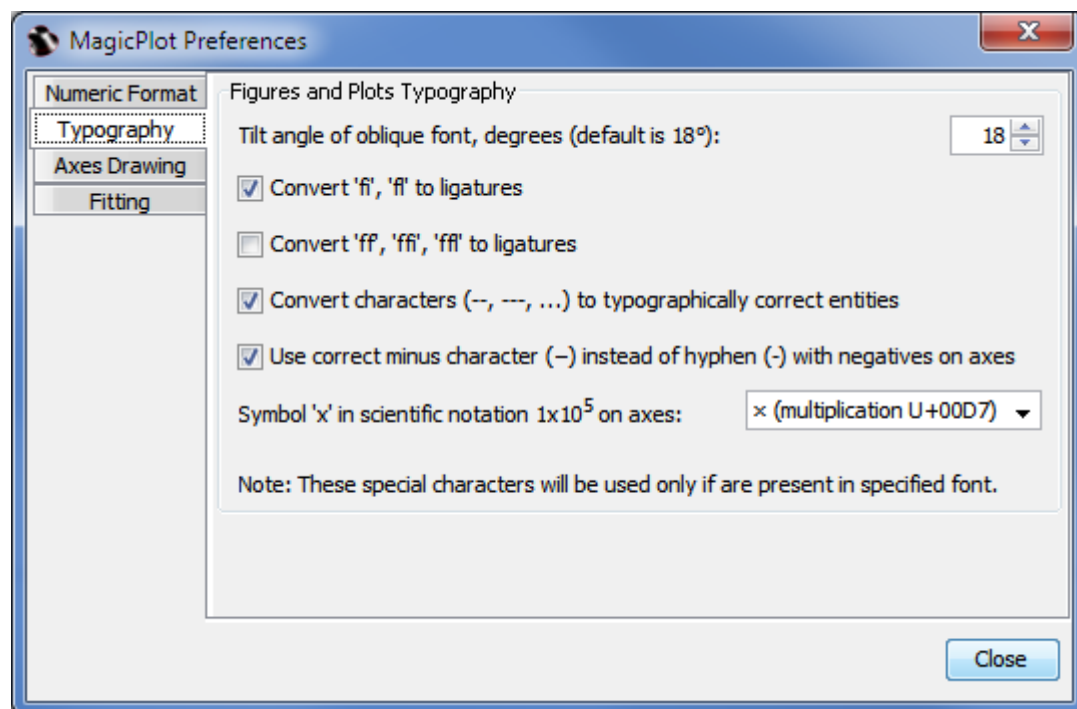 MagicPlot Preferences
Numeric Format
Typography
Axes Drawing
Fitting
Figures and Plots Typography
Tilt angle of oblique font, degrees (default is 18°):
18
Convert 'fi', 'fl' to ligatures
Convert 'ff', 'ffi', 'ffl' to ligatures
Convert characters (--, ---, ...) to typographically correct entities
Use correct minus character (−) instead of hyphen (-) with negatives on axes
Symbol 'x' in scientific notation 1x10⁵ on axes:
× (multiplication U+00D7)
Note: These special characters will be used only if are present in specified font.
Close